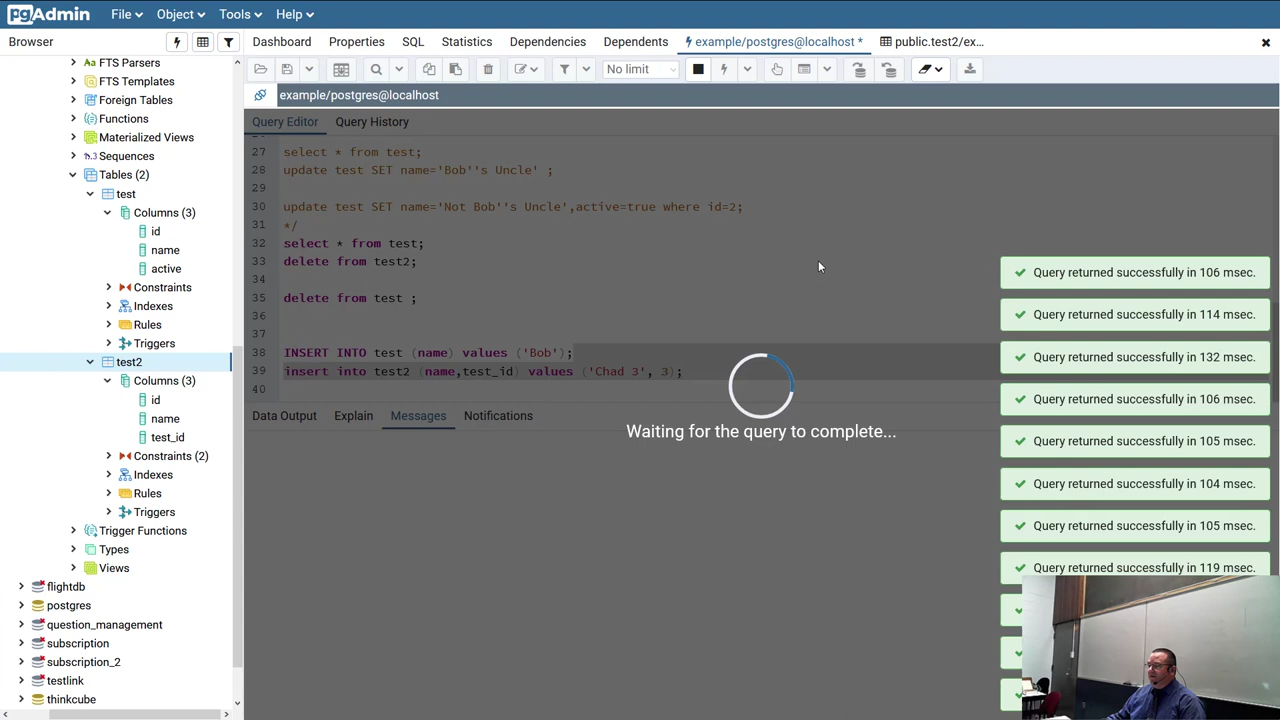 pgAdmin File Object Tools Help
Browser
Dashboard Properties SQL Statistics Dependencies Dependents example/postgres@localhost * public.test2/ex...
No limit
example/postgres@localhost
Query Editor Query History
FTS Parsers
FTS Templates
Foreign Tables
Functions
Materialized Views
1..3 Sequences
Tables (2)
test
Columns (3)
id
name
active
Constraints
Indexes
Rules
Triggers
test2
Columns (3)
id
name
test_id
Constraints (2)
Indexes
Rules
Triggers
Trigger Functions
Types
Views
flightdb
postgres
question_management
subscription
subscription_2
testlink
thinkcube
27 select * from test;
28 update test SET name='Bob''s Uncle' ;
29
30 update test SET name='Not Bob''s Uncle',active=true where id=2;
31 */
32 select * from test;
33 delete from test2;
34
35 delete from test ;
36
37
38 INSERT INTO test (name) values ('Bob');
39 insert into test2 (name,test_id) values ('Chad 3', 3);
40
Data Output Explain Messages Notifications
Waiting for the query to complete...
Query returned successfully in 106 msec.
Query returned successfully in 114 msec.
Query returned successfully in 132 msec.
Query returned successfully in 106 msec.
Query returned successfully in 105 msec.
Query returned successfully in 104 msec.
Query returned successfully in 105 msec.
Query returned successfully in 119 msec.